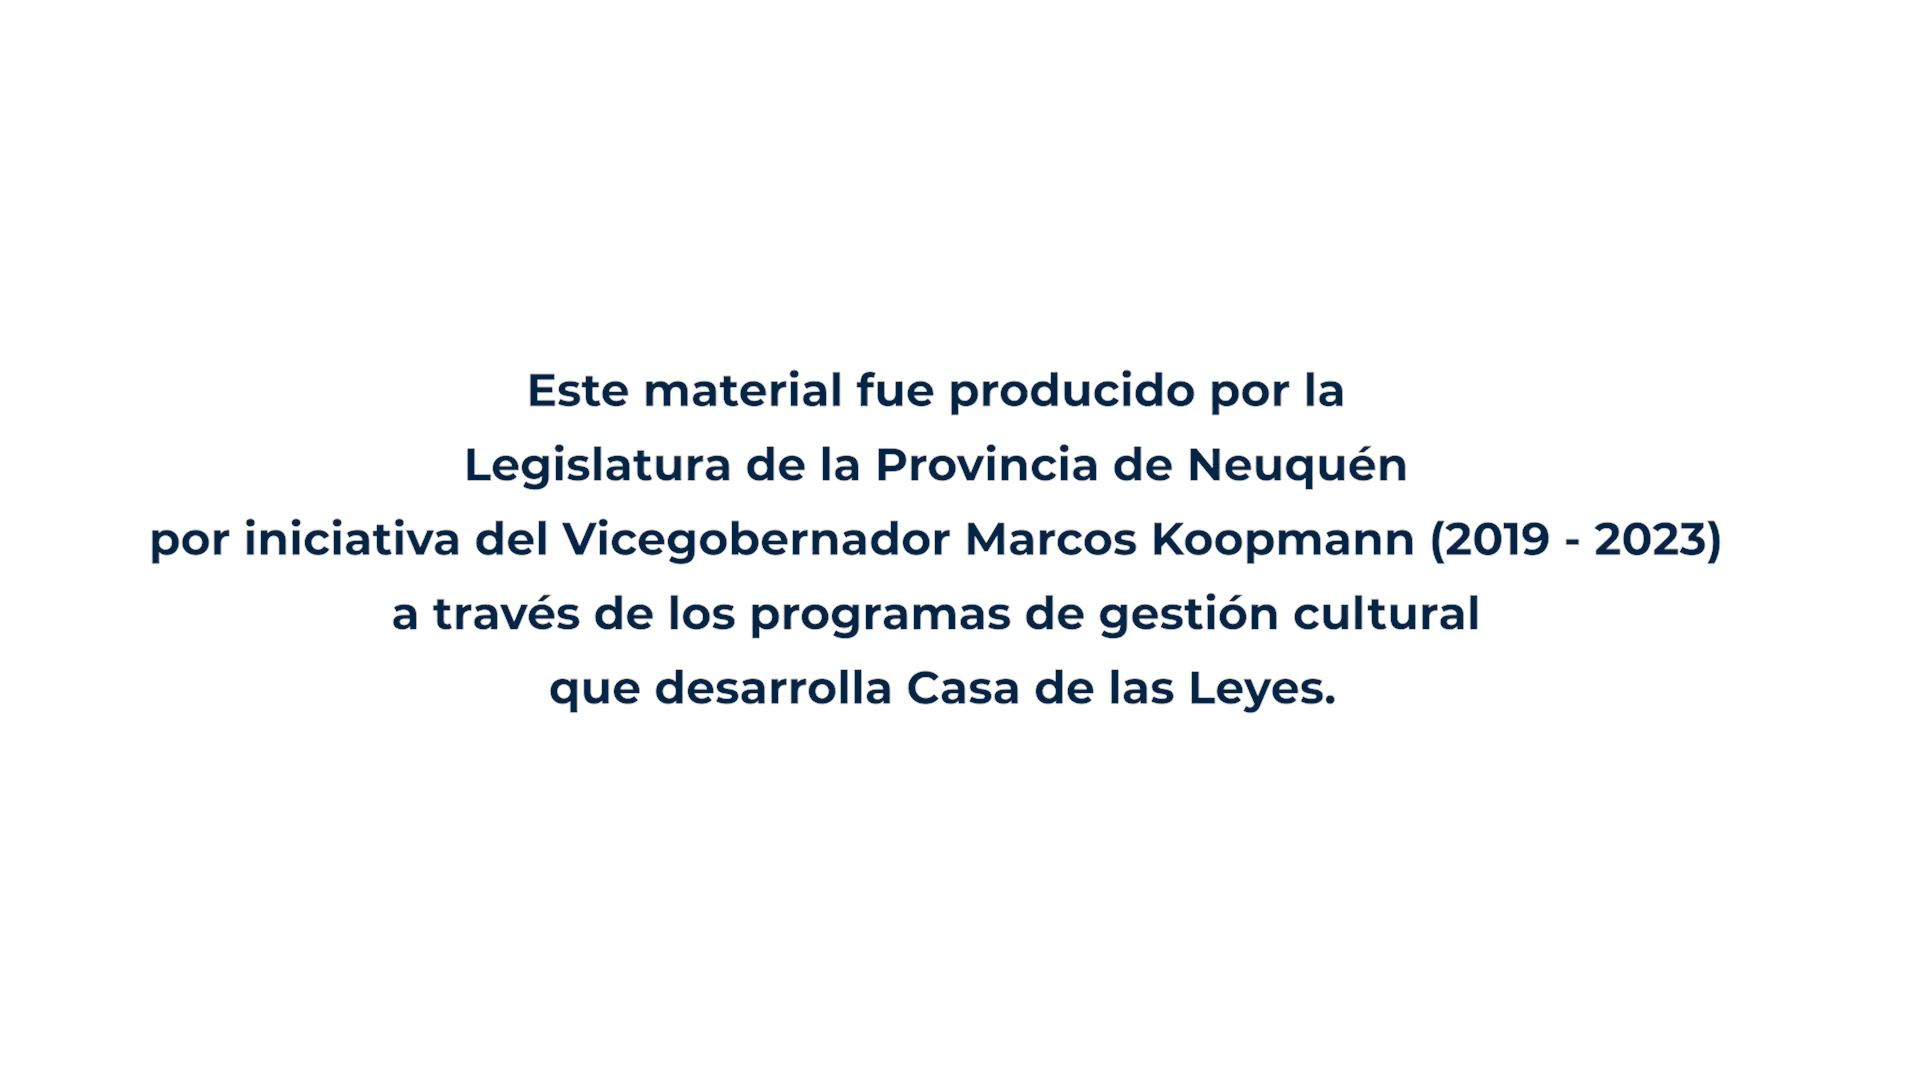 Este material fue producido por la
Legislatura de la Provincia de Neuquén
por iniciativa del Vicegobernador Marcos Koopmann (2019 - 2023)
a través de los programas de gestión cultural
que desarrolla Casa de las Leyes.